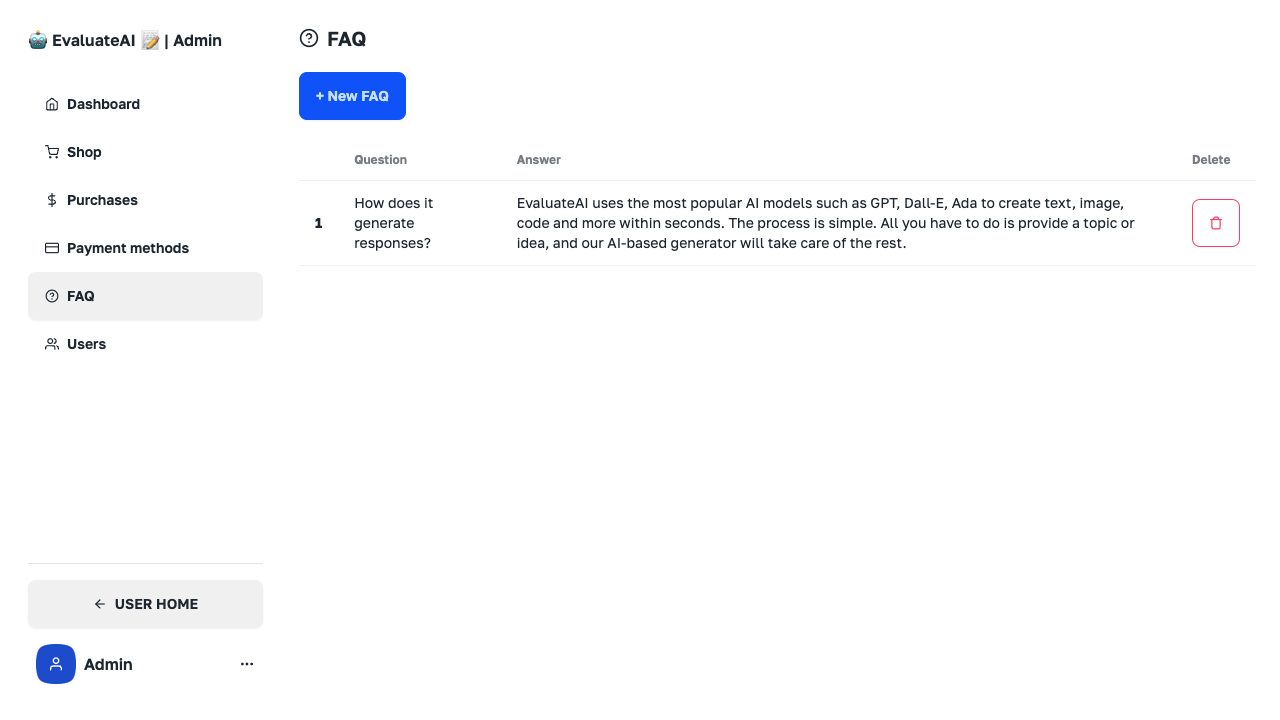 EvaluateAI | Admin
Dashboard
Shop
Purchases
Payment methods
FAQ
Users
← USER HOME
Admin
FAQ
+ New FAQ
Question Answer Delete
1
How does it
generate
responses?
EvaluateAI uses the most popular AI models such as GPT, Dall-E, Ada to create text, image,
code and more within seconds. The process is simple. All you have to do is provide a topic or
idea, and our AI-based generator will take care of the rest.